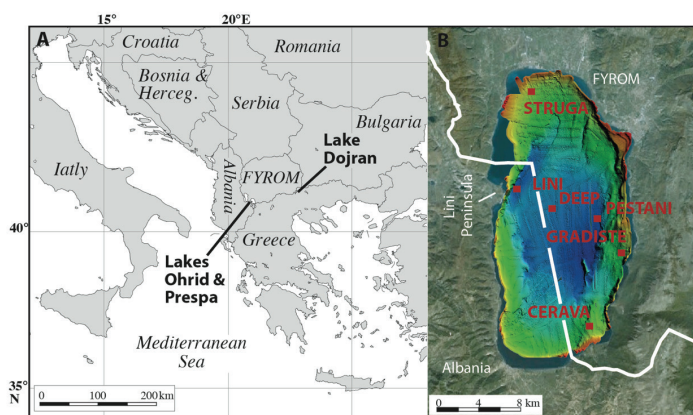 A
15°
20°E
Croatia
Romania
Bosnia &
Herceg.
Serbia
Bulgaria
Iatly
Albania
FYROM
Lake
Dojran
40°
Greece
Lakes
Ohrid &
Prespa
Mediterranean
Sea
35°
N
0
100
200 km
B
FYROM
STRUGA
LINI
DEEP
PESTANI
Lini
Peninsula
GRADISTE
CERAVA
Albania
0
4
8 km